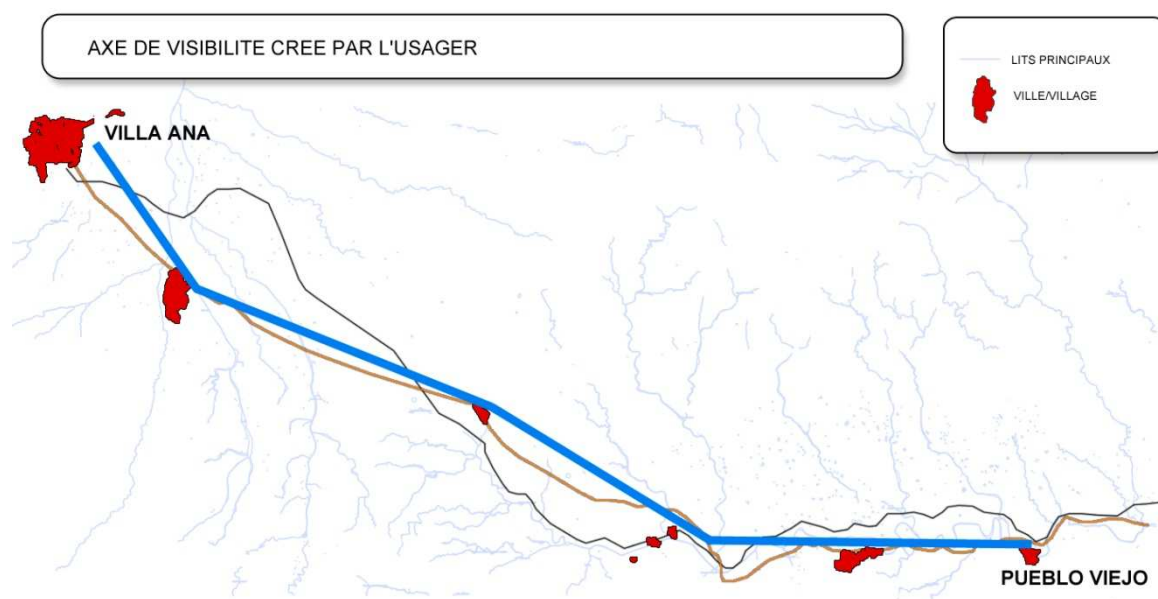 AXE DE VISIBILITE CREE PAR L'USAGER
LITS PRINCIPAUX
VILLE/VILLAGE
VILLA ANA
PUEBLO VIEJO